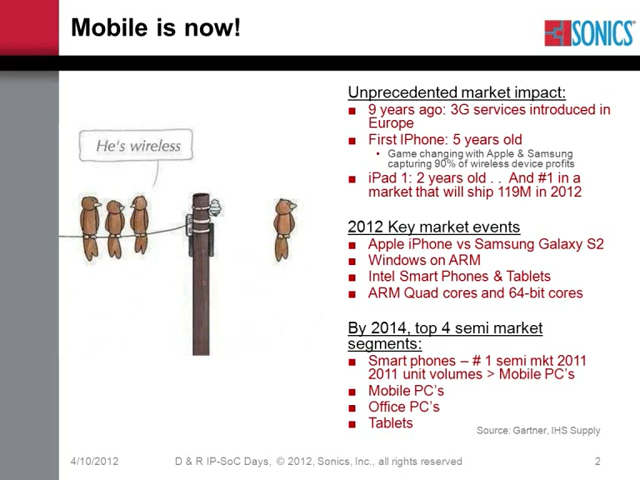 Mobile is now!
SONICS
He's wireless
Unprecedented market impact:
■ 9 years ago: 3G services introduced in
Europe
■ First IPhone: 5 years old
• Game changing with Apple & Samsung
capturing 90% of wireless device profits
■ iPad 1: 2 years old . . And #1 in a
market that will ship 119M in 2012
2012 Key market events
■ Apple iPhone vs Samsung Galaxy S2
■ Windows on ARM
■ Intel Smart Phones & Tablets
■ ARM Quad cores and 64-bit cores
By 2014, top 4 semi market
segments:
■ Smart phones – # 1 semi mkt 2011
2011 unit volumes > Mobile PC's
■ Mobile PC's
■ Office PC's
■ Tablets
Source: Gartner, IHS Supply
4/10/2012
D & R IP-SoC Days, © 2012, Sonics, Inc., all rights reserved
2